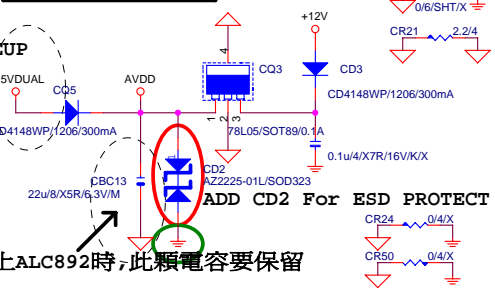 0/6/SHT/X
+12V
CR21
2.2/4
EUP
5VDUAL
CQ5
AVDD
4
CQ3
CD3
CD4148WP/1206/300mA
D4148WP/1206/300mA
1
2
3
78L05/SOT89/0.1A
0.1u/4/X7R/16V/K/X
CBC13
22u/8/X5R/6.3V/M
1
CD2
AZ2225-01L/SOD323
ADD CD2 For ESD PROTECT
CR24
0/4/X
上ALC892時,此顆電容要保留
CR50
0/4/X